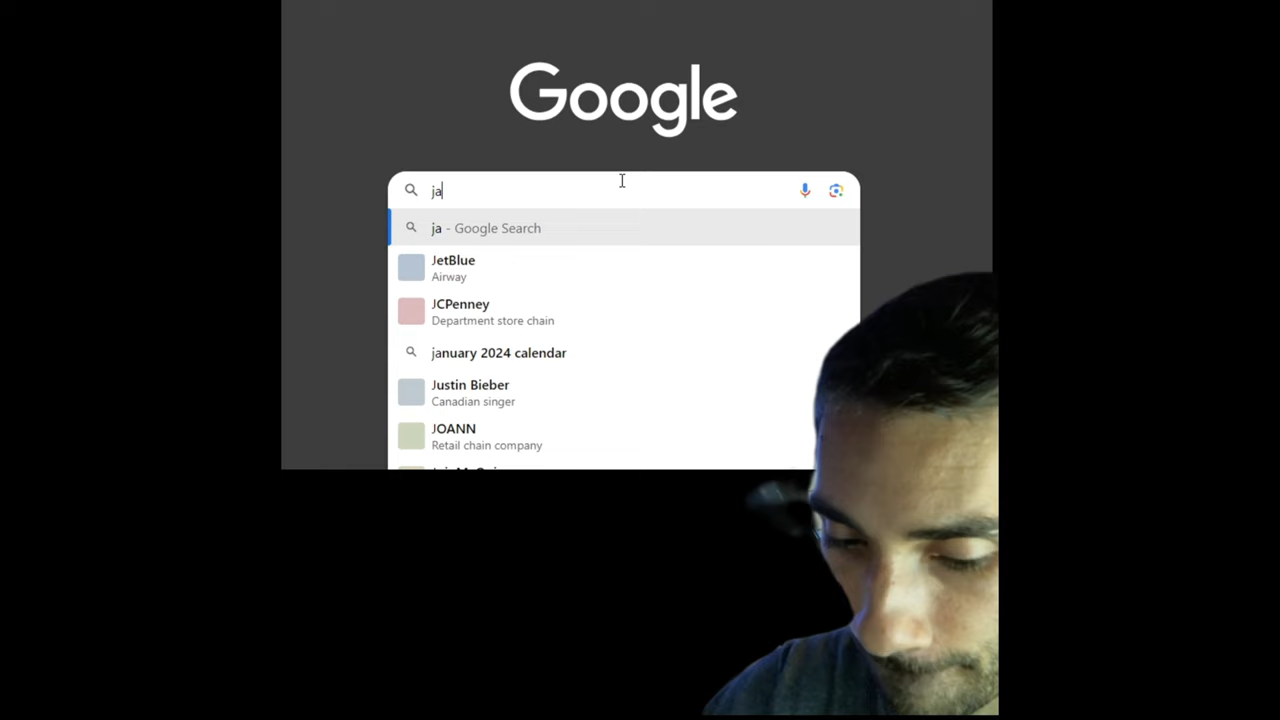 Google
ja
ja - Google Search
JetBlue
Airway
JCPenney
Department store chain
january 2024 calendar
Justin Bieber
Canadian singer
JOANN
Retail chain company